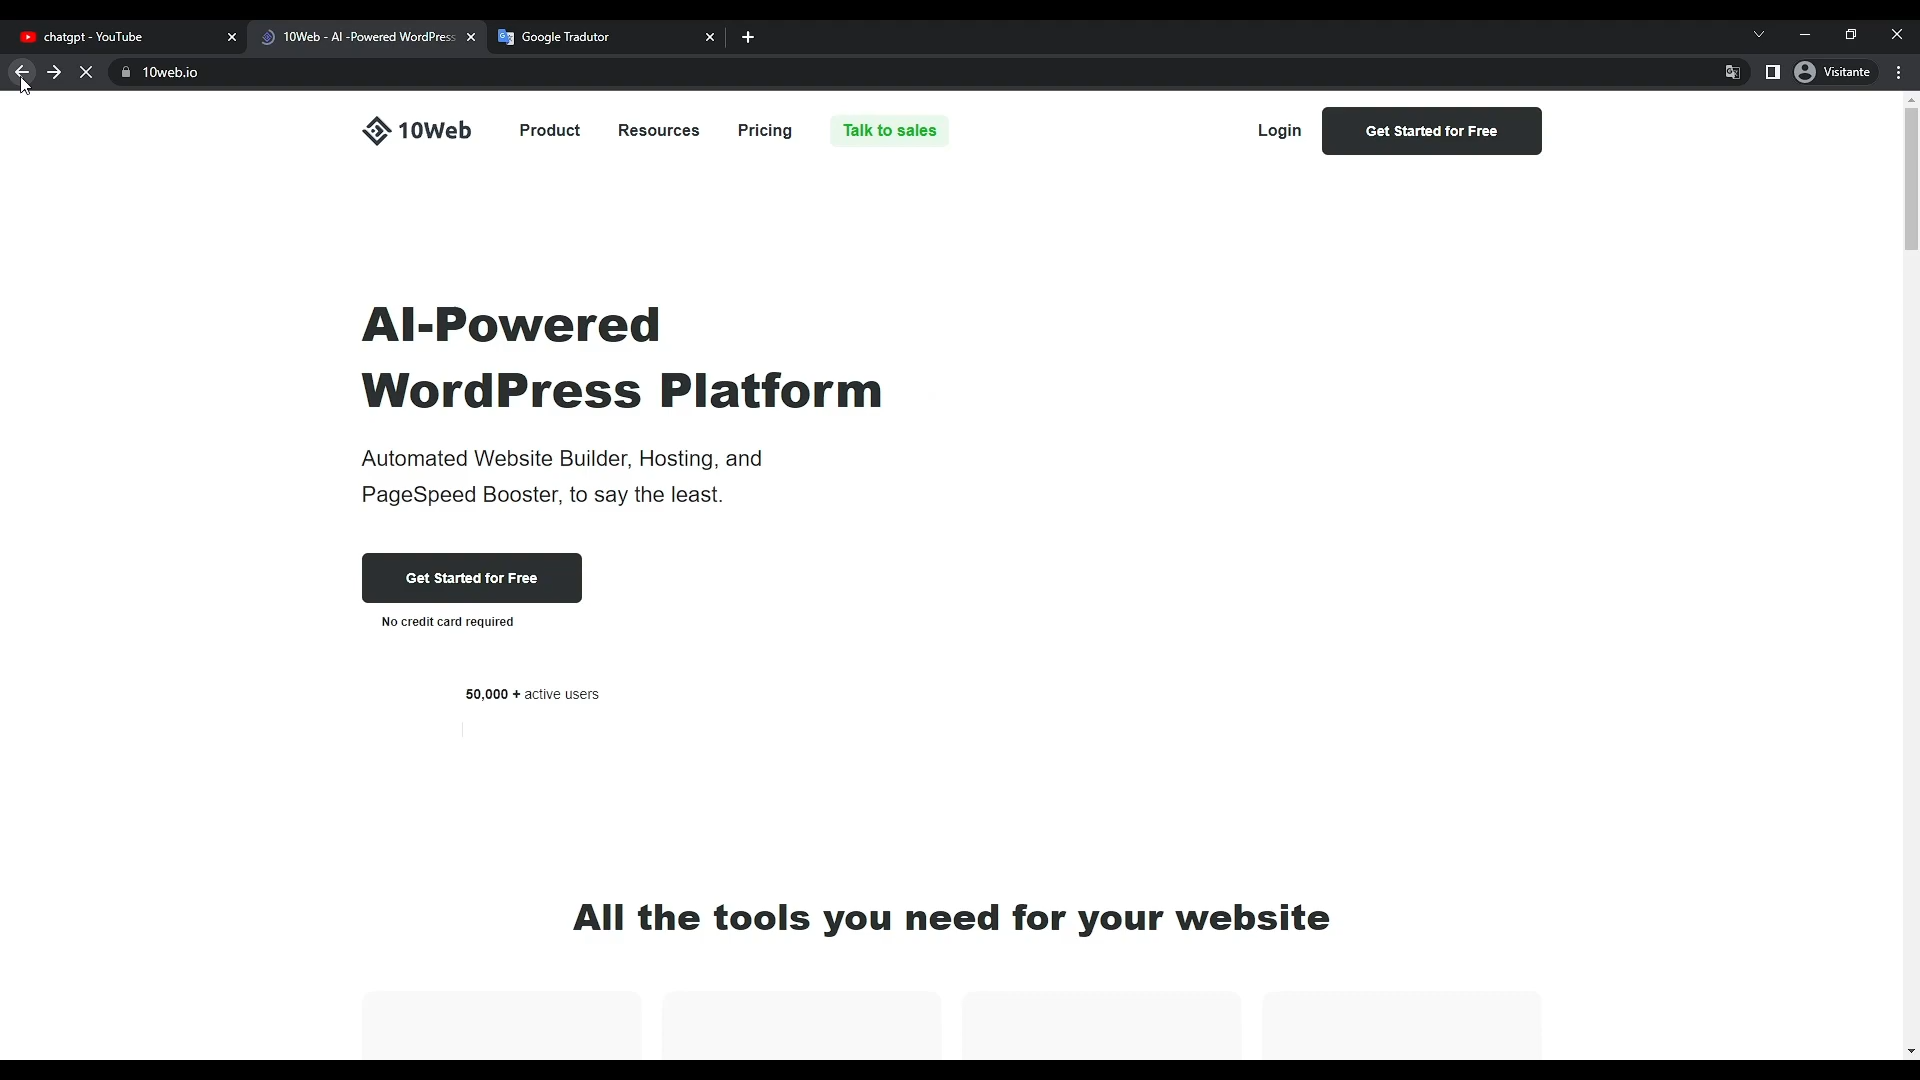 chatgpt - YouTube
10Web - AI -Powered WordPress
Google Tradutor
10web.io
Visitante
10Web
Product
Resources
Pricing
Talk to sales
Login
Get Started for Free
AI-Powered
WordPress Platform
Automated Website Builder, Hosting, and
PageSpeed Booster, to say the least.
Get Started for Free
No credit card required
50,000 + active users
All the tools you need for your website